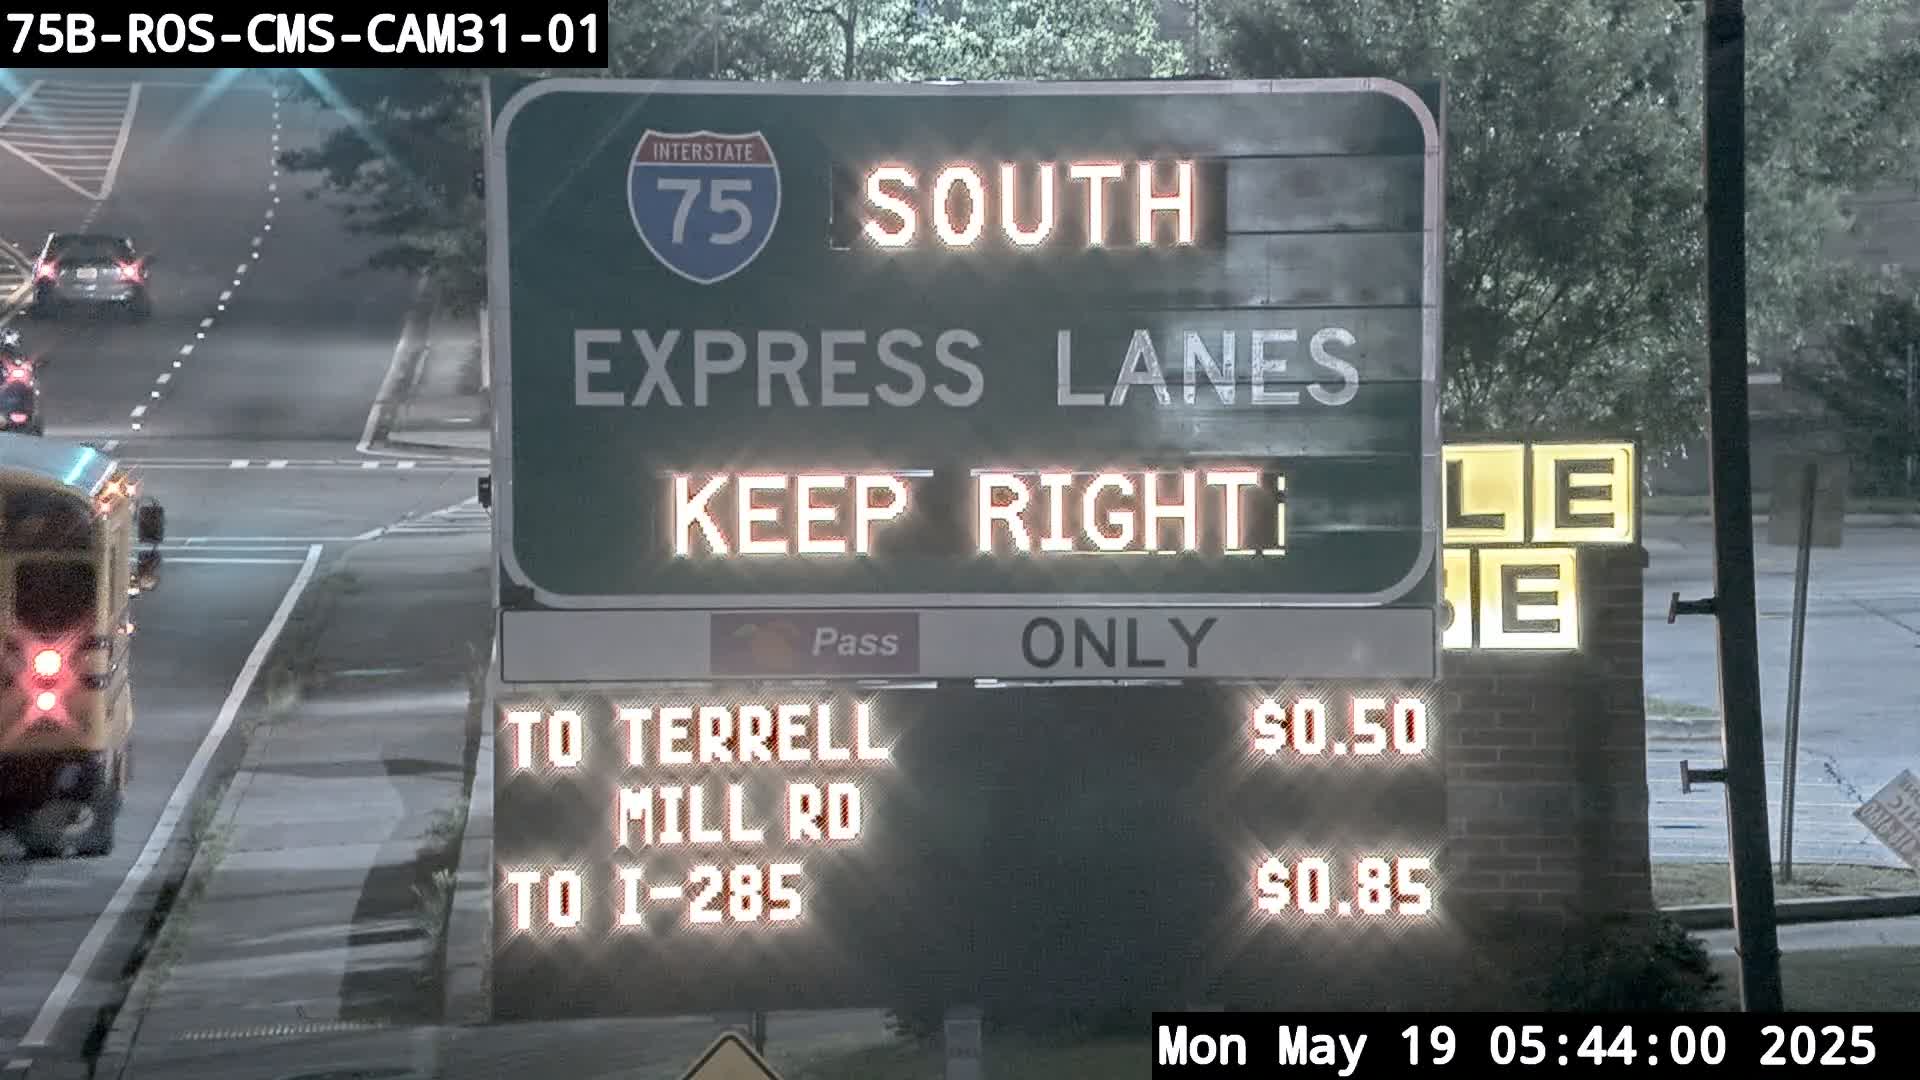 75B-ROS-CMS-CAM31-01
INTERSTATE
75
SOUTH
EXPRESS LANES
KEEP RIGHT
Pass ONLY
TO TERRELL $0.50
MILL RD
TO I-285 $0.85
LE
E
Mon May 19 05:44:00 2025